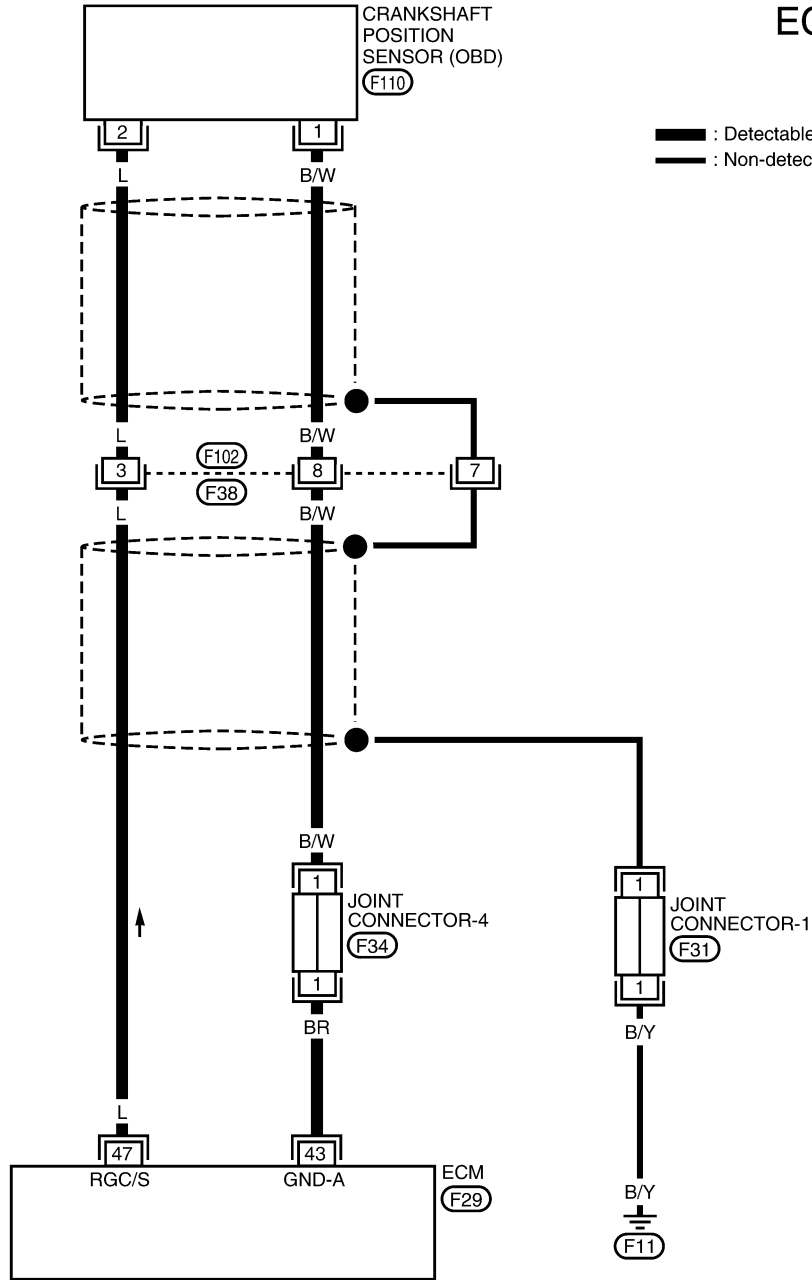 CRANKSHAFT
POSITION
SENSOR (OBD)
F110
EC
: Detectable
: Non-detec
2 1
L B/W
L B/W
3 F102 8 7
F38
L B/W
B/W
1 1
JOINT
CONNECTOR-4
F34
JOINT
CONNECTOR-1
F31
1 1
BR B/Y
L
47 43
RGC/S GND-A
ECM
F29
B/Y
F11